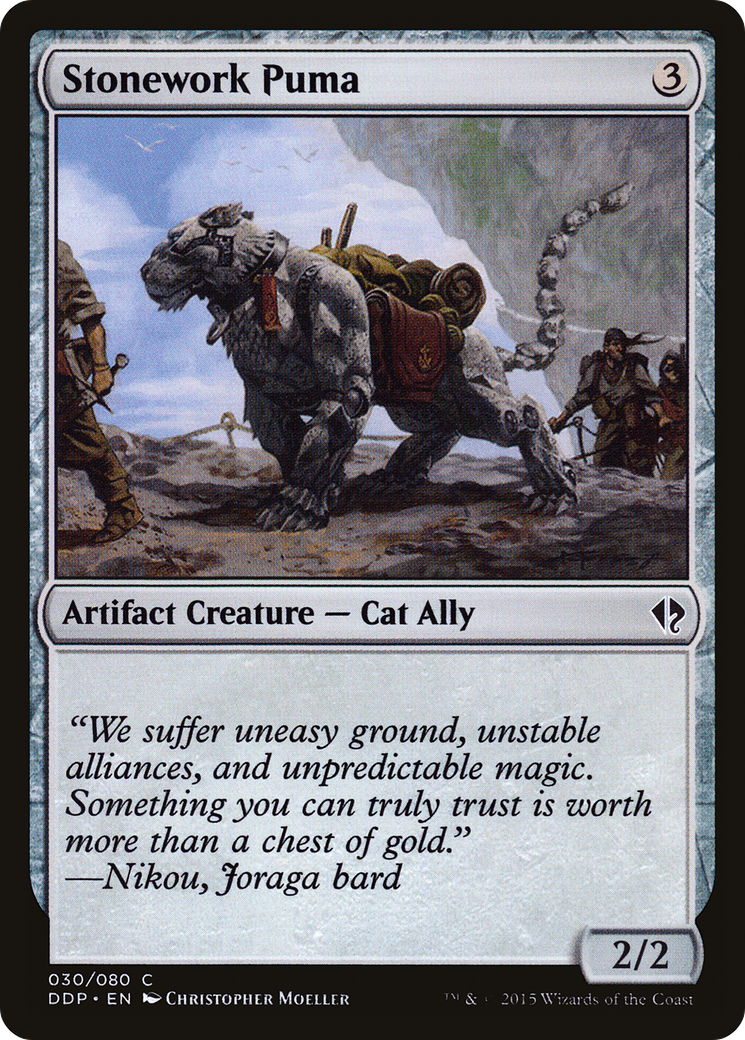 Stonework Puma 3
Artifact Creature — Cat Ally
“We suffer uneasy ground, unstable
alliances, and unpredictable magic.
Something you can truly trust is worth
more than a chest of gold.”
—Nikou, Joraga bard
2/2
030/080 C
DDP • EN Christopher Moeller
™ & © 2015 Wizards of the Coast